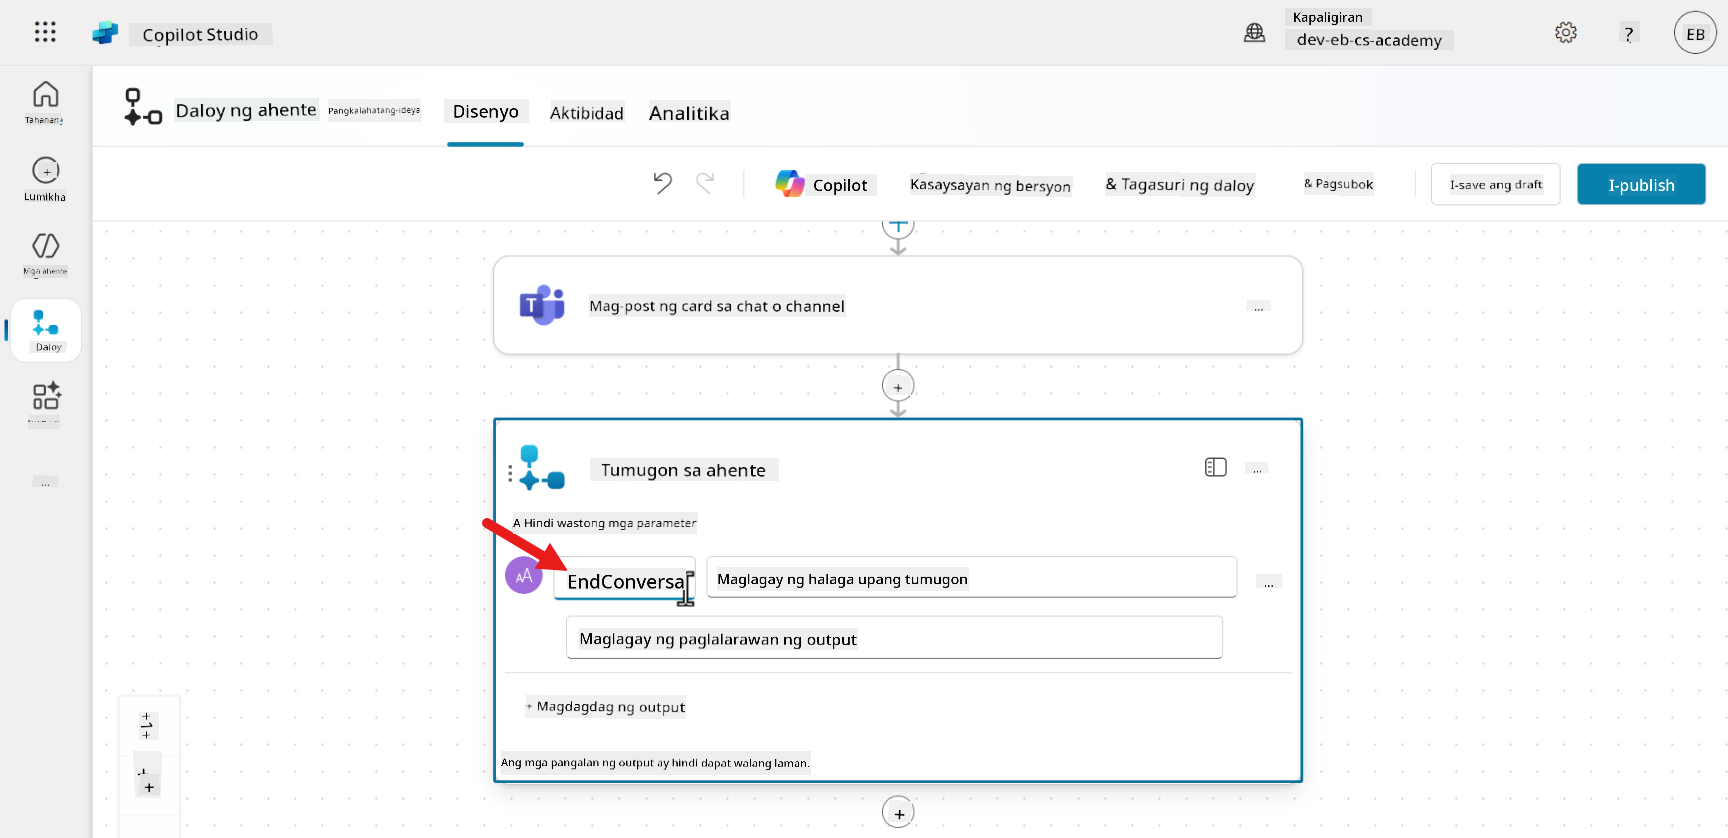 Copilot Studio
Kapaligiran
dev-eb-cs-academy
?
EB
Tahanan
Daloy ng ahente
Pangkalahatang-ideya
Disenyo
Aktibidad
Analitika
Lumikha
Copilot
Kasaysayan ng bersyon
& Tagasuri ng daloy
& Pagsubok
I-save ang draft
I-publish
Mga ahente
Daloy
Mag-post ng card sa chat o channel
...
Tumugon sa ahente
...
A Hindi wastong mga parameter
AA
EndConversa
Maglagay ng halaga upang tumugon
...
Maglagay ng paglalarawan ng output
+ Magdagdag ng output
Ang mga pangalan ng output ay hindi dapat walang laman.